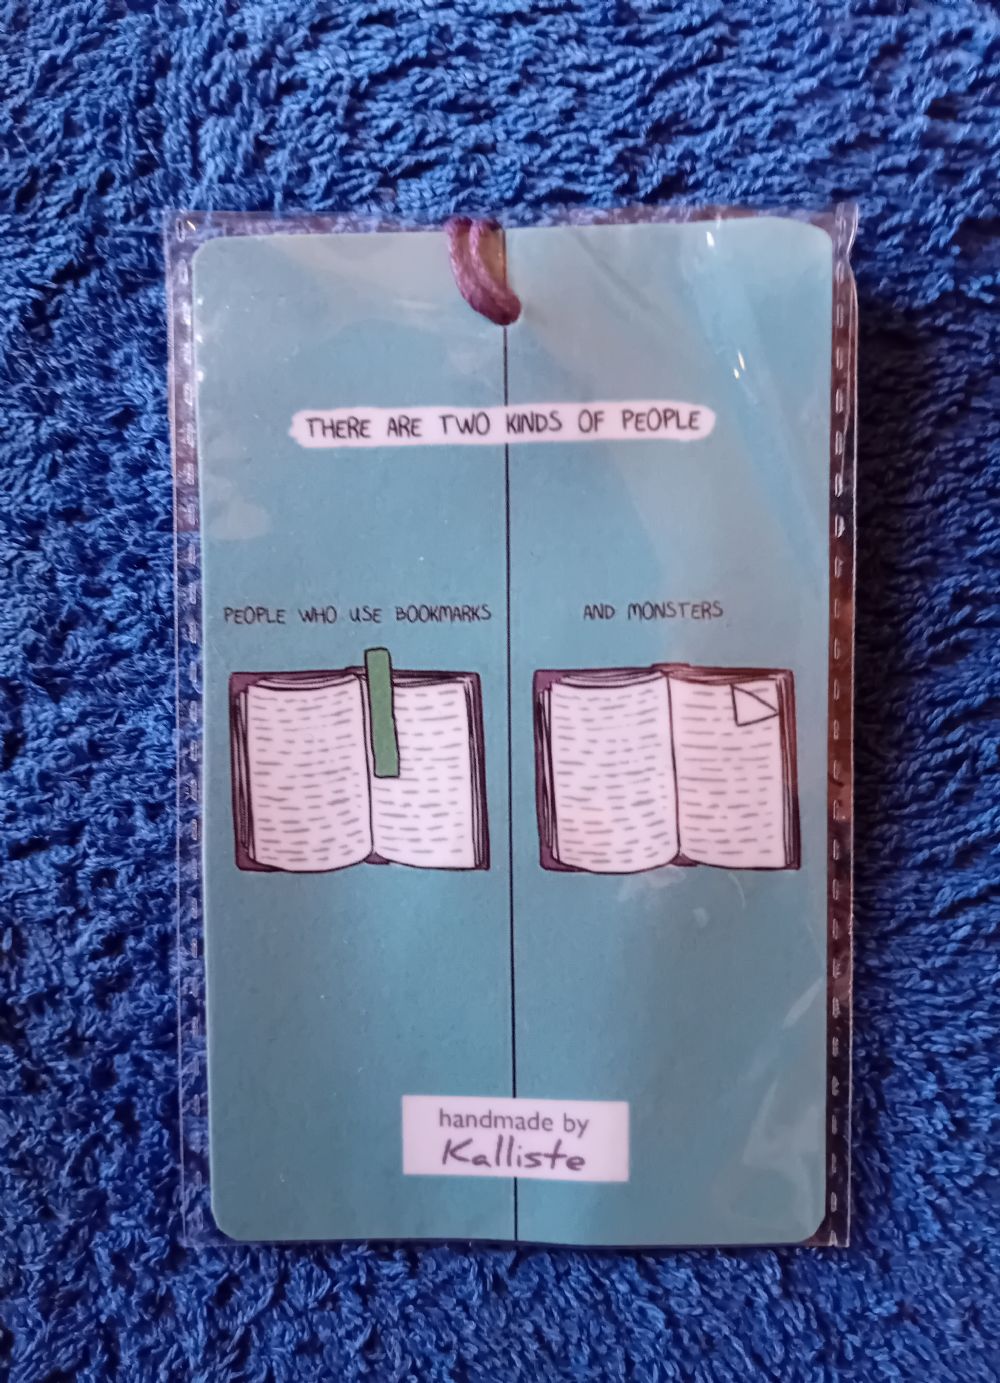 THERE ARE TWO KINDS OF PEOPLE
PEOPLE WHO USE BOOKMARKS
AND MONSTERS
handmade by
Kalliste